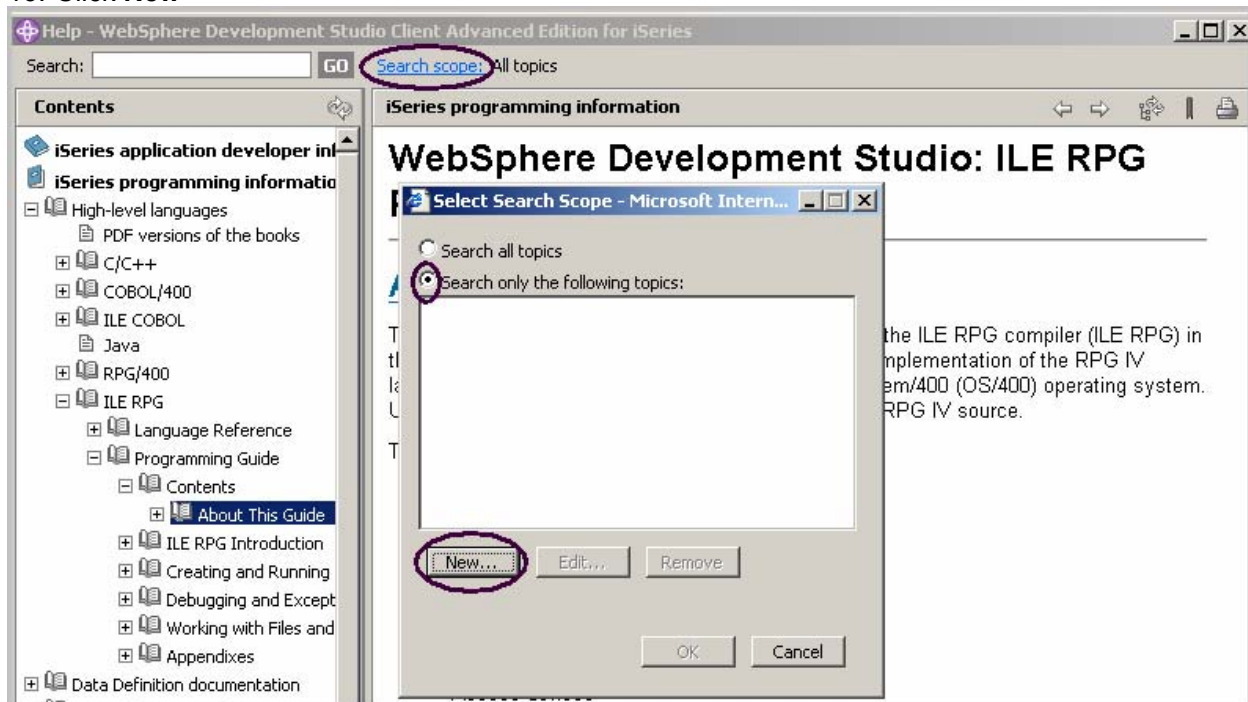 Help - WebSphere Development Studio Client Advanced Edition for iSeries
Search: GO Search scope: All topics
Contents
iSeries application developer inf
iSeries programming informatio
High-level languages
PDF versions of the books
C/C++
COBOL/400
ILE COBOL
Java
RPG/400
ILE RPG
Language Reference
Programming Guide
Contents
About This Guide
ILE RPG Introduction
Creating and Running
Debugging and Except
Working with Files and
Appendixes
Data Definition documentation
iSeries programming information
WebSphere Development Studio: ILE RPG
the ILE RPG compiler (ILE RPG) in
mplementation of the RPG IV
em/400 (OS/400) operating system.
RPG IV source.
Select Search Scope - Microsoft Intern...
Search all topics
Search only the following topics:
New... Edit... Remove
OK Cancel